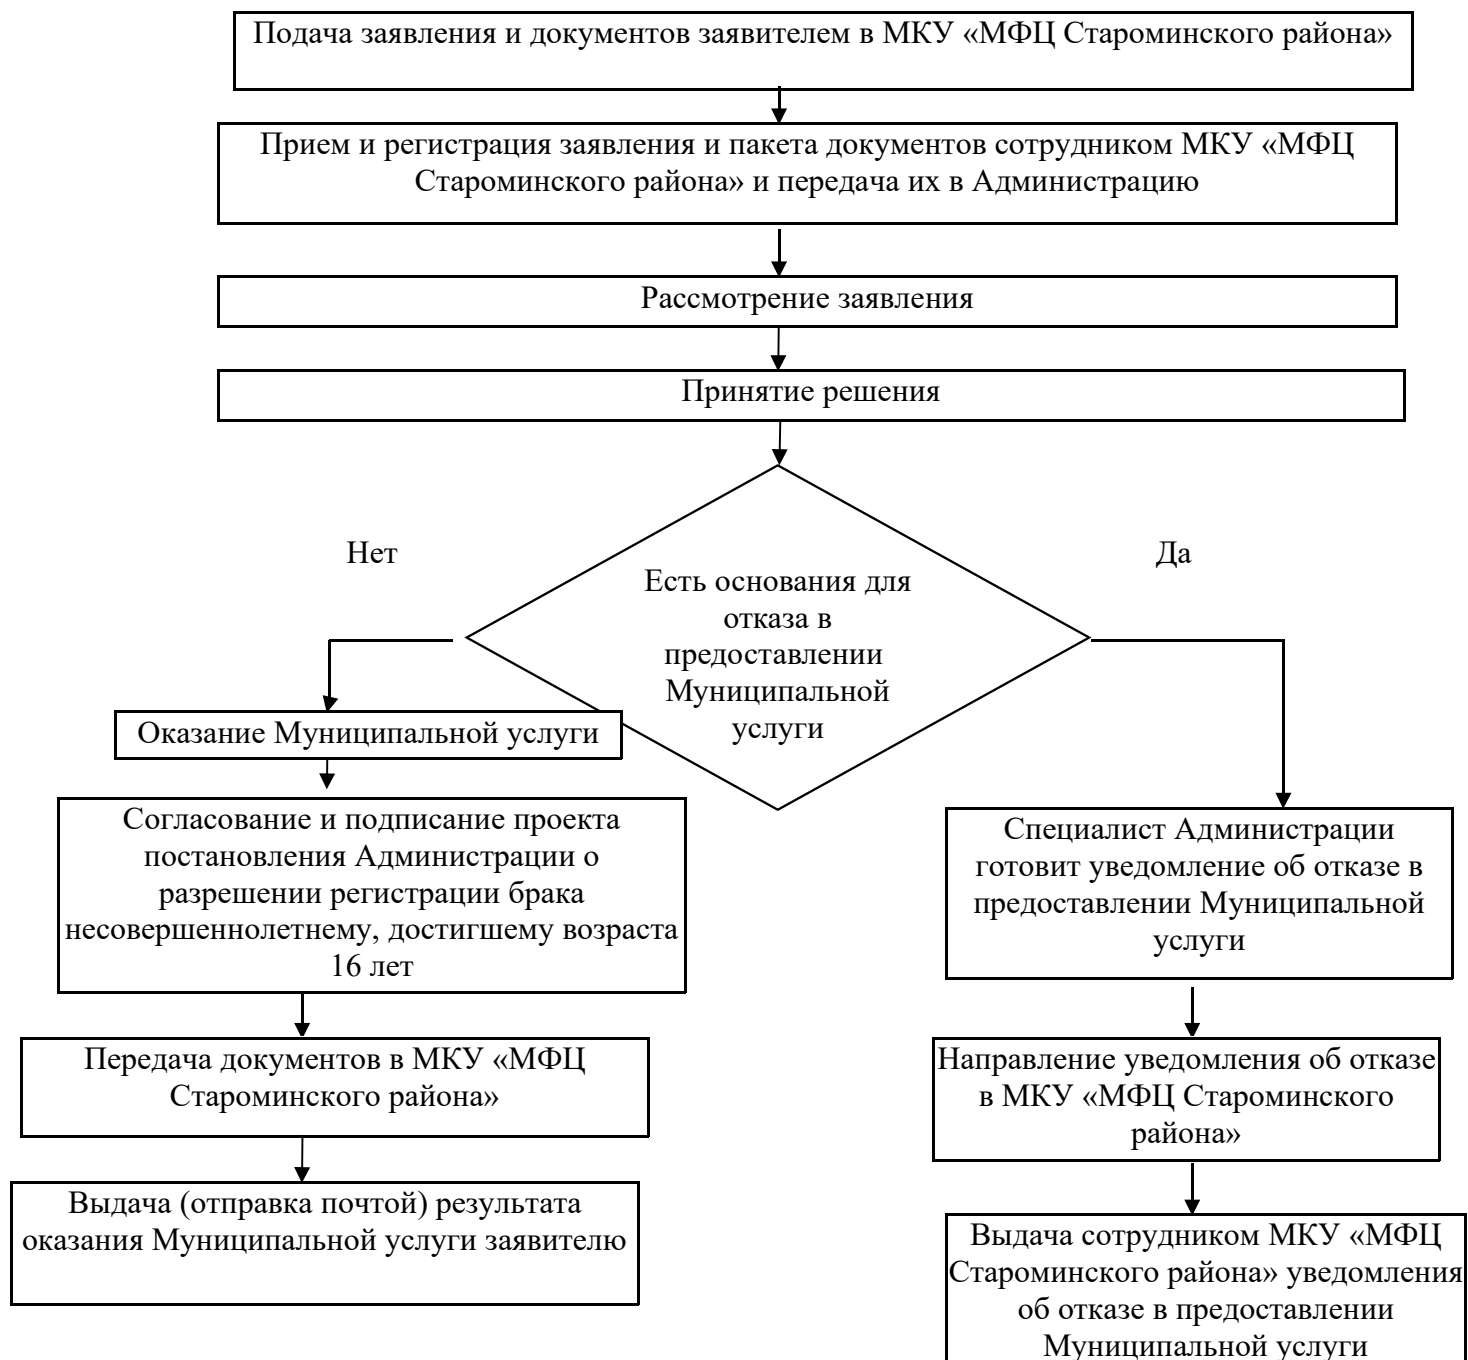 Подача заявления и документов заявителем в МКУ «МФЦ Староминского района»
Прием и регистрация заявления и пакета документов сотрудником МКУ «МФЦ
Староминского района» и передача их в Администрацию
Рассмотрение заявления
Принятие решения
Нет
Да
Есть основания для
отказа в
предоставлении
Муниципальной
услуги
Оказание Муниципальной услуги
Согласование и подписание проекта
постановления Администрации о
разрешении регистрации брака
несовершеннолетнему, достигшему возраста
16 лет
Передача документов в МКУ «МФЦ
Староминского района»
Выдача (отправка почтой) результата
оказания Муниципальной услуги заявителю
Специалист Администрации
готовит уведомление об отказе в
предоставлении Муниципальной
услуги
Направление уведомления об отказе
в МКУ «МФЦ Староминского
района»
Выдача сотрудником МКУ «МФЦ
Староминского района» уведомления
об отказе в предоставлении
Муниципальной услуги